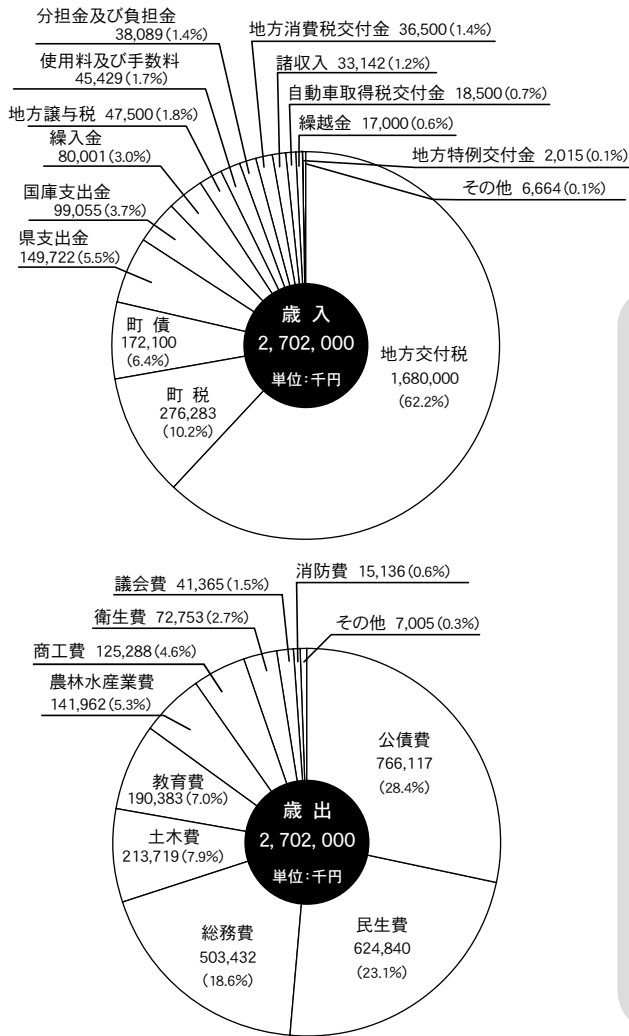 分担金及び負担金
38,089(1.4%)
使用料及び手数料
45,429(1.7%)
地方譲与税 47,500(1.8%)
繰入金
80,001(3.0%)
国庫支出金
99,055(3.7%)
県支出金
149,722(5.5%)
町 債
172,100
(6.4%)
町 税
276,283
(10.2%)
地方消費税交付金 36,500(1.4%)
諸収入 33,142(1.2%)
自動車取得税交付金 18,500(0.7%)
繰越金 17,000(0.6%)
地方特例交付金 2,015(0.1%)
その他 6,664(0.1%)
歳 入
2,702,000
単位:千円
地方交付税
1,680,000
(62.2%)
議会費 41,365(1.5%)
衛生費 72,753(2.7%)
商工費 125,288(4.6%)
農林水産業費
141,962(5.3%)
教育費
190,383(7.0%)
土木費
213,719(7.9%)
総務費
503,432
(18.6%)
消防費 15,136(0.6%)
その他 7,005(0.3%)
公債費
766,117
(28.4%)
歳 出
2,702,000
単位:千円
民生費
624,840
(23.1%)